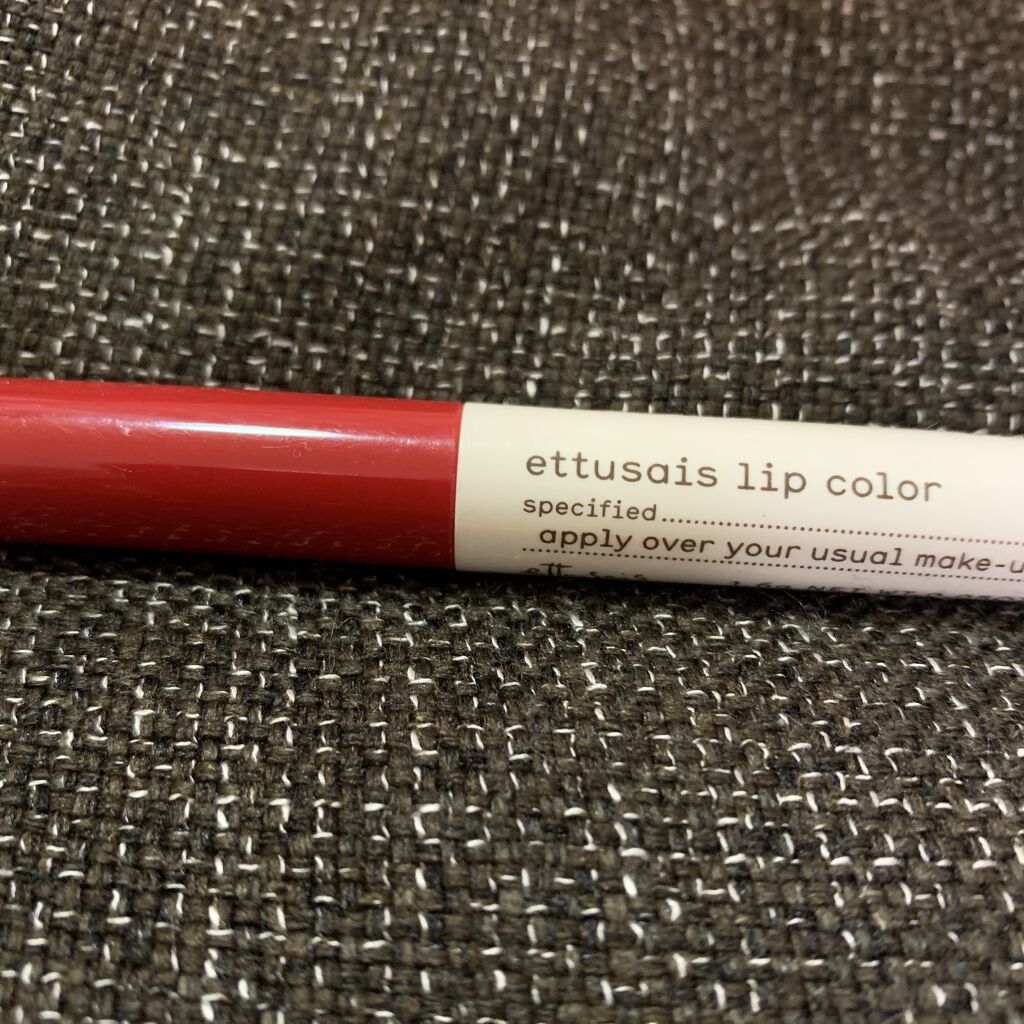 ettusais lip color
specified
apply over your usual make-u